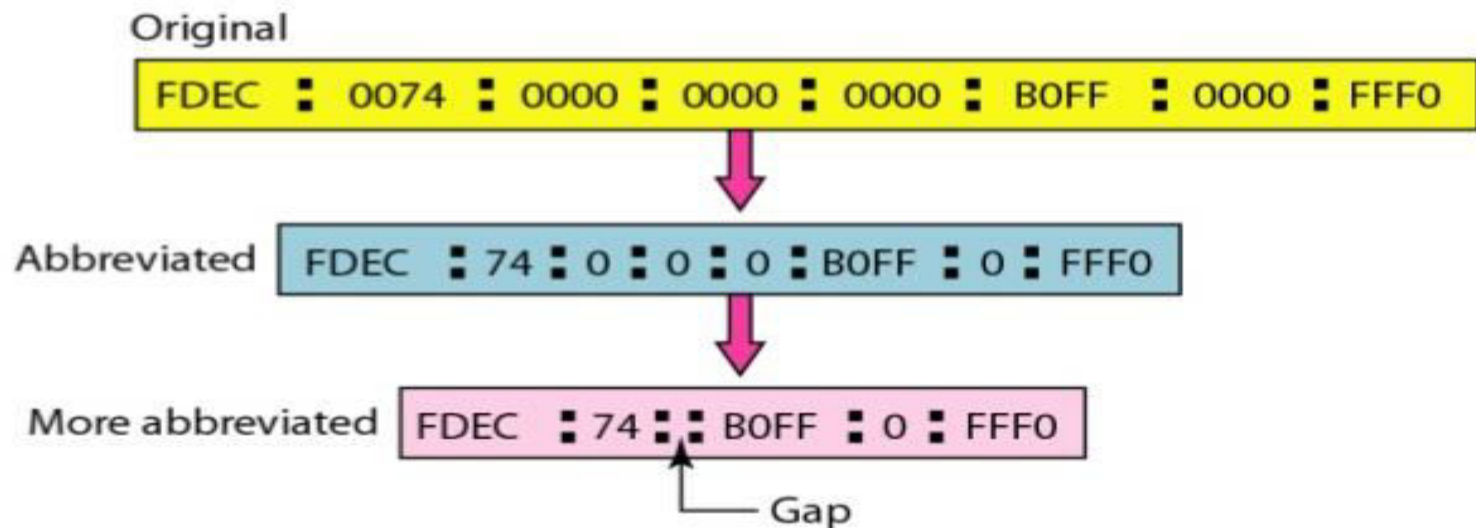 Original
FDEC : 0074 : 0000 : 0000 : 0000 : B0FF : 0000 : FFF0
Abbreviated FDEC : 74 : 0 : 0 : 0 : B0FF : 0 : FFF0
More abbreviated FDEC : 74 : : B0FF : 0 : FFF0
Gap